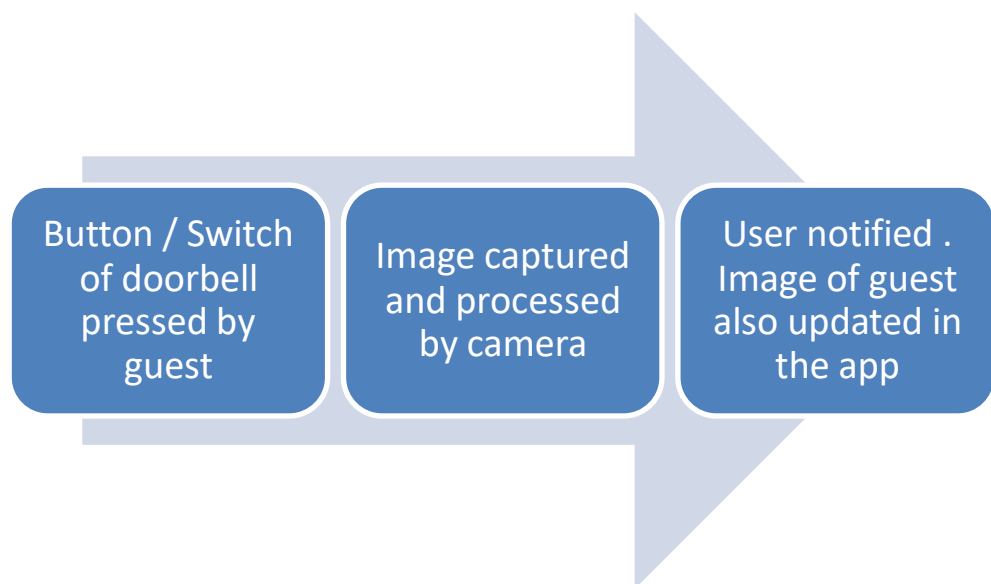 Button / Switch
of doorbell
pressed by
guest
Image captured
and processed
by camera
User notified .
Image of guest
also updated in
the app